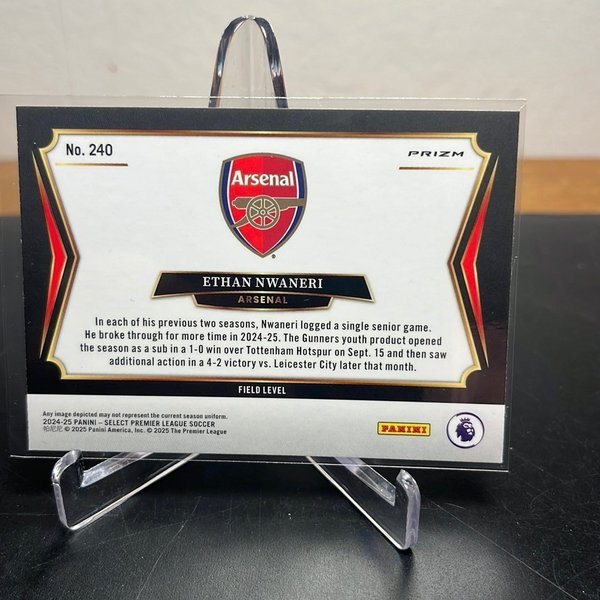 No. 240
PRIZM
Arsenal
ETHAN NWANERI
ARSENAL
In each of his previous two seasons, Nwaneri logged a single senior game.
He broke through for more time in 2024-25. The Gunners youth product opened
the season as a sub in a 1-0 win over Tottenham Hotspur on Sept. 15 and then saw
additional action in a 4-2 victory vs. Leicester City later that month.
FIELD LEVEL
Any image depicted may not represent the current season uniform.
2024-25 PANINI – SELECT PREMIER LEAGUE SOCCER
帕尼尼 © 2025 Panini America, Inc. © 2025 The Premier League
PANINI